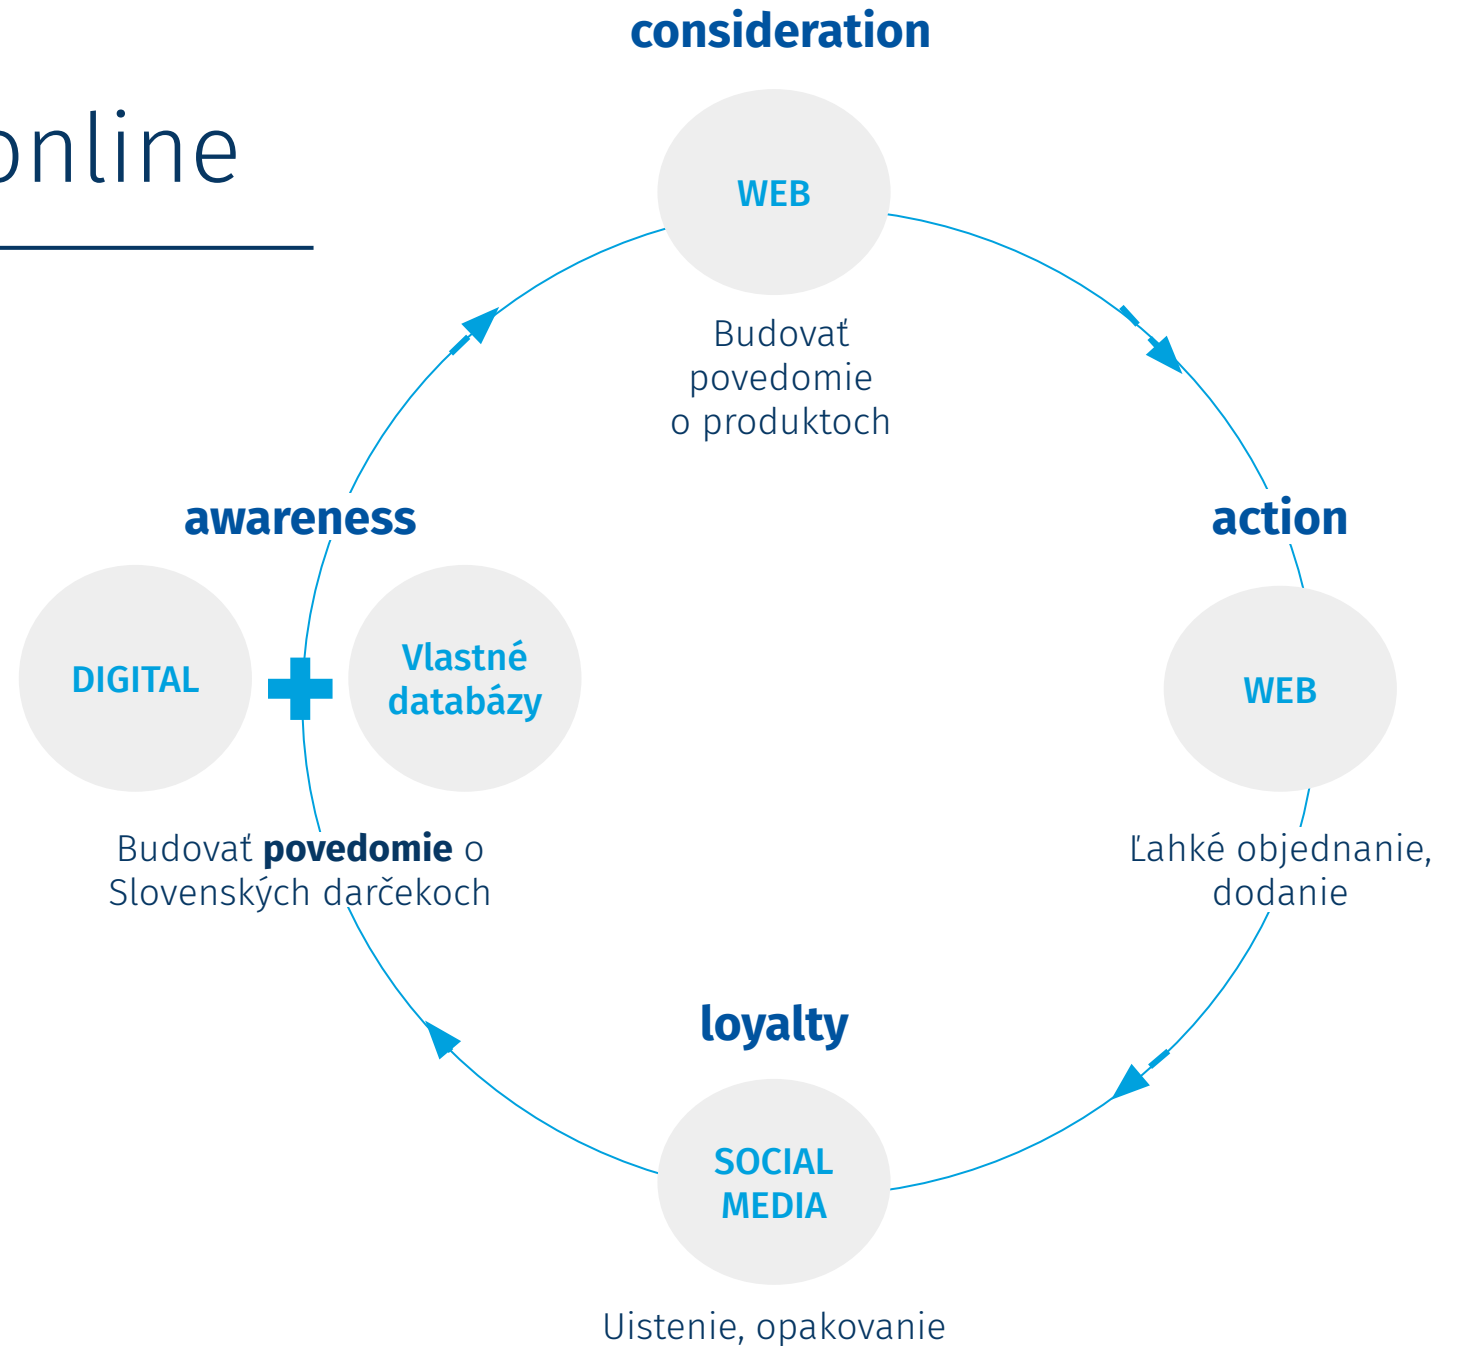 consideration
online
WEB
Budovať
povedomie
o produktoch
awareness
action
DIGITAL
Vlastné
databázy
WEB
Budovať povedomie o
Slovenských darčekoch
Ľahké objednanie,
dodanie
loyalty
SOCIAL
MEDIA
Uistenie, opakovanie